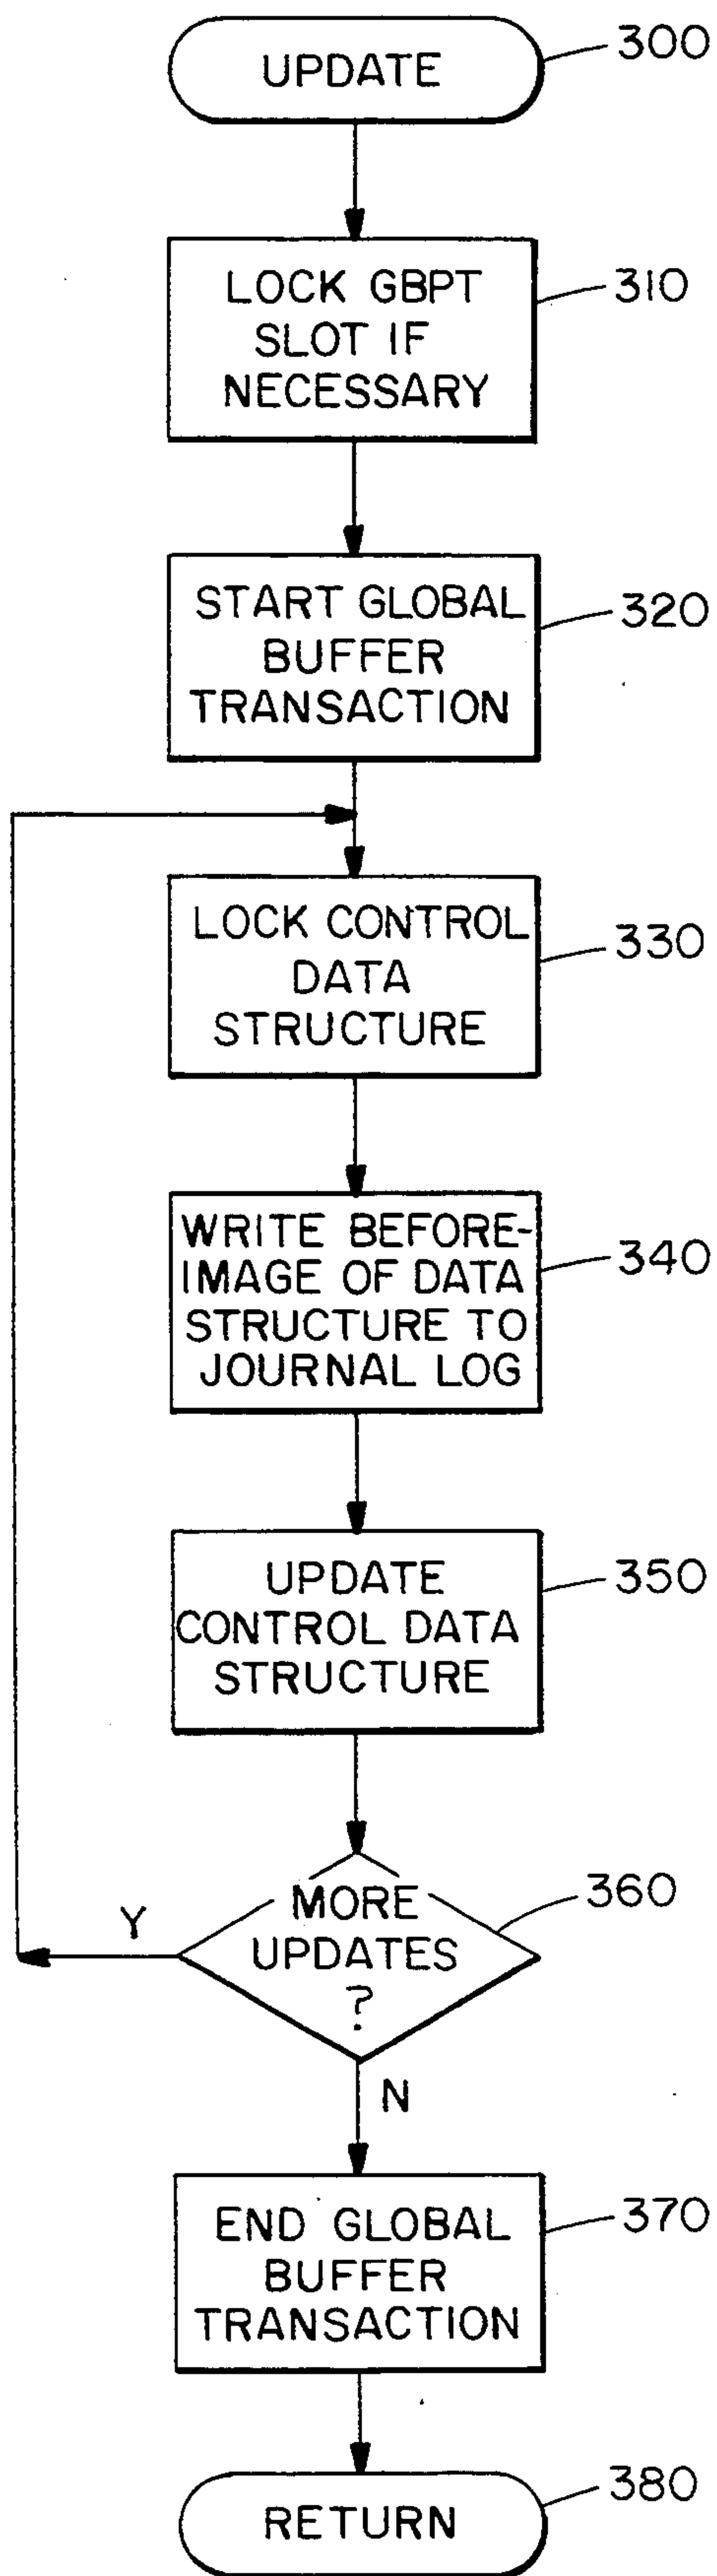 UPDATE
300
LOCK GBPT
SLOT IF
NECESSARY
310
START GLOBAL
BUFFER
TRANSACTION
320
LOCK CONTROL
DATA
STRUCTURE
330
WRITE BEFORE-
IMAGE OF DATA
STRUCTURE TO
JOURNAL LOG
340
UPDATE
CONTROL DATA
STRUCTURE
350
MORE
UPDATES
?
360
Y
N
END GLOBAL
BUFFER
TRANSACTION
370
RETURN
380